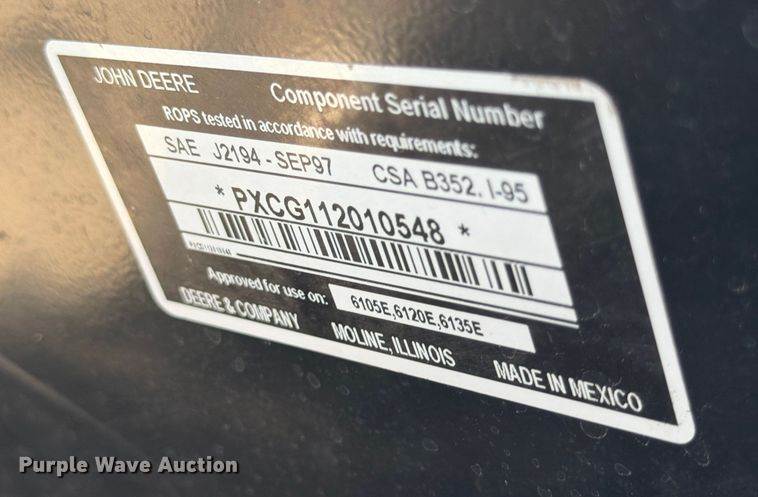 JOHN DEERE
Component Serial Number
ROPS tested in accordance with requirements:
SAE J2194 - SEP97 CSA B352. I-95
* PXCG112010548 *
Approved for use on: 6105E,6120E,6135E
DEERE & COMPANY MOLINE, ILLINOIS MADE IN MEXICO
Purple Wave Auction